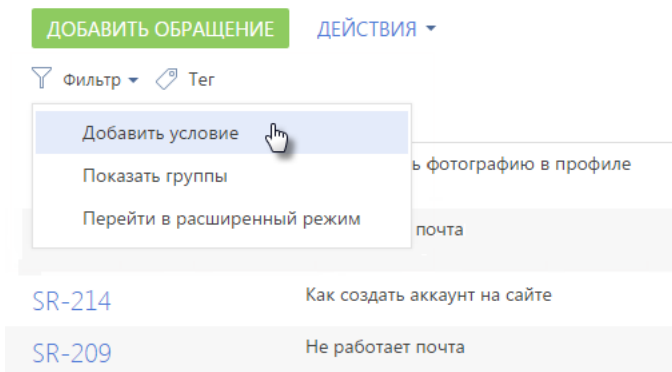 ДОБАВИТЬ ОБРАЩЕНИЕ ДЕЙСТВИЯ
Фильтр Тег
Добавить условие
фотографию в профиле
Показать группы
Перейти в расширенный режим
почта
SR-214 Как создать аккаунт на сайте
SR-209 Не работает почта